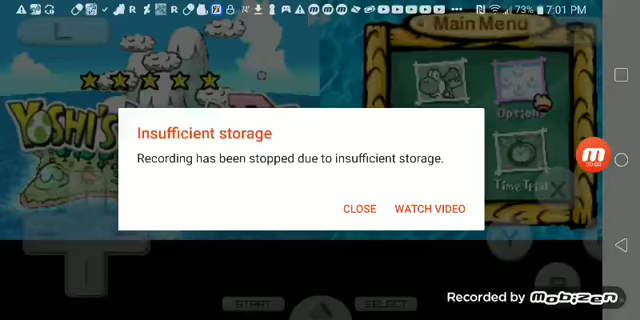 73% 7:01 PM
L
Main Menu
YOSHI'S
Options
Insufficient storage
Recording has been stopped due to insufficient storage.
CLOSE WATCH VIDEO
Time Trial
X
Y
B
START SELECT
Recorded by Mobizen